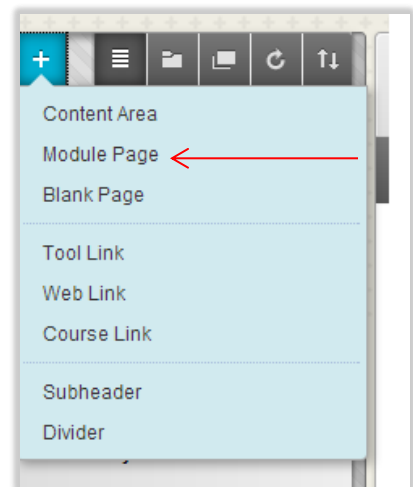 Content Area
Module Page
Blank Page
Tool Link
Web Link
Course Link
Subheader
Divider